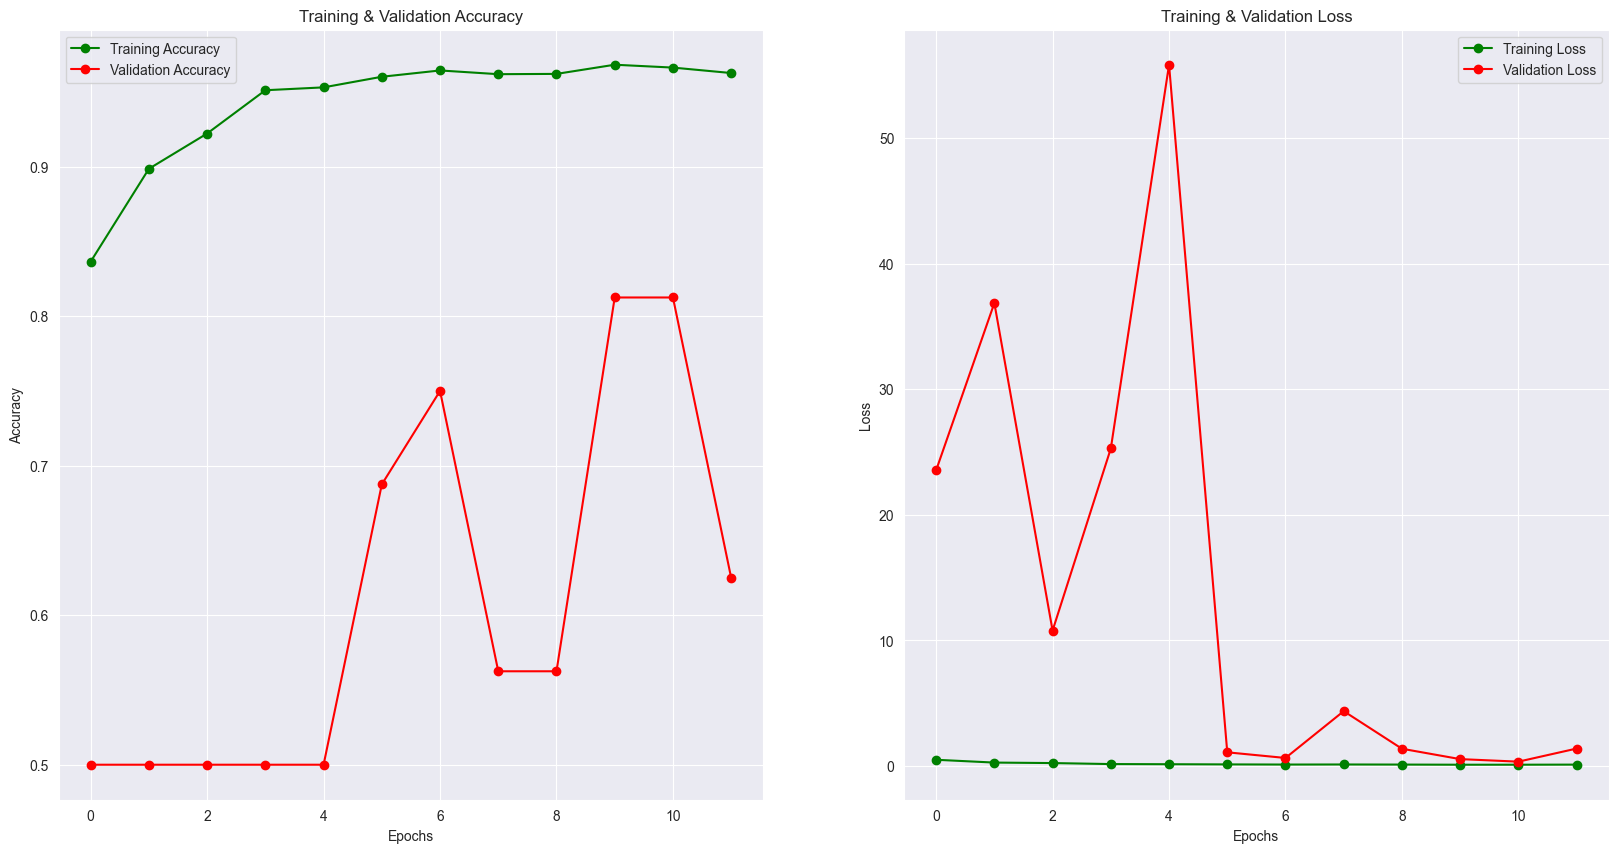 Training & Validation Accuracy
Training Accuracy
Validation Accuracy
0.9
0.8
0.7
0.6
0.5
Accuracy
0 2 4 6 8 10
Epochs
Training & Validation Loss
Training Loss
Validation Loss
50
40
30
20
10
0
Loss
0 2 4 6 8 10
Epochs